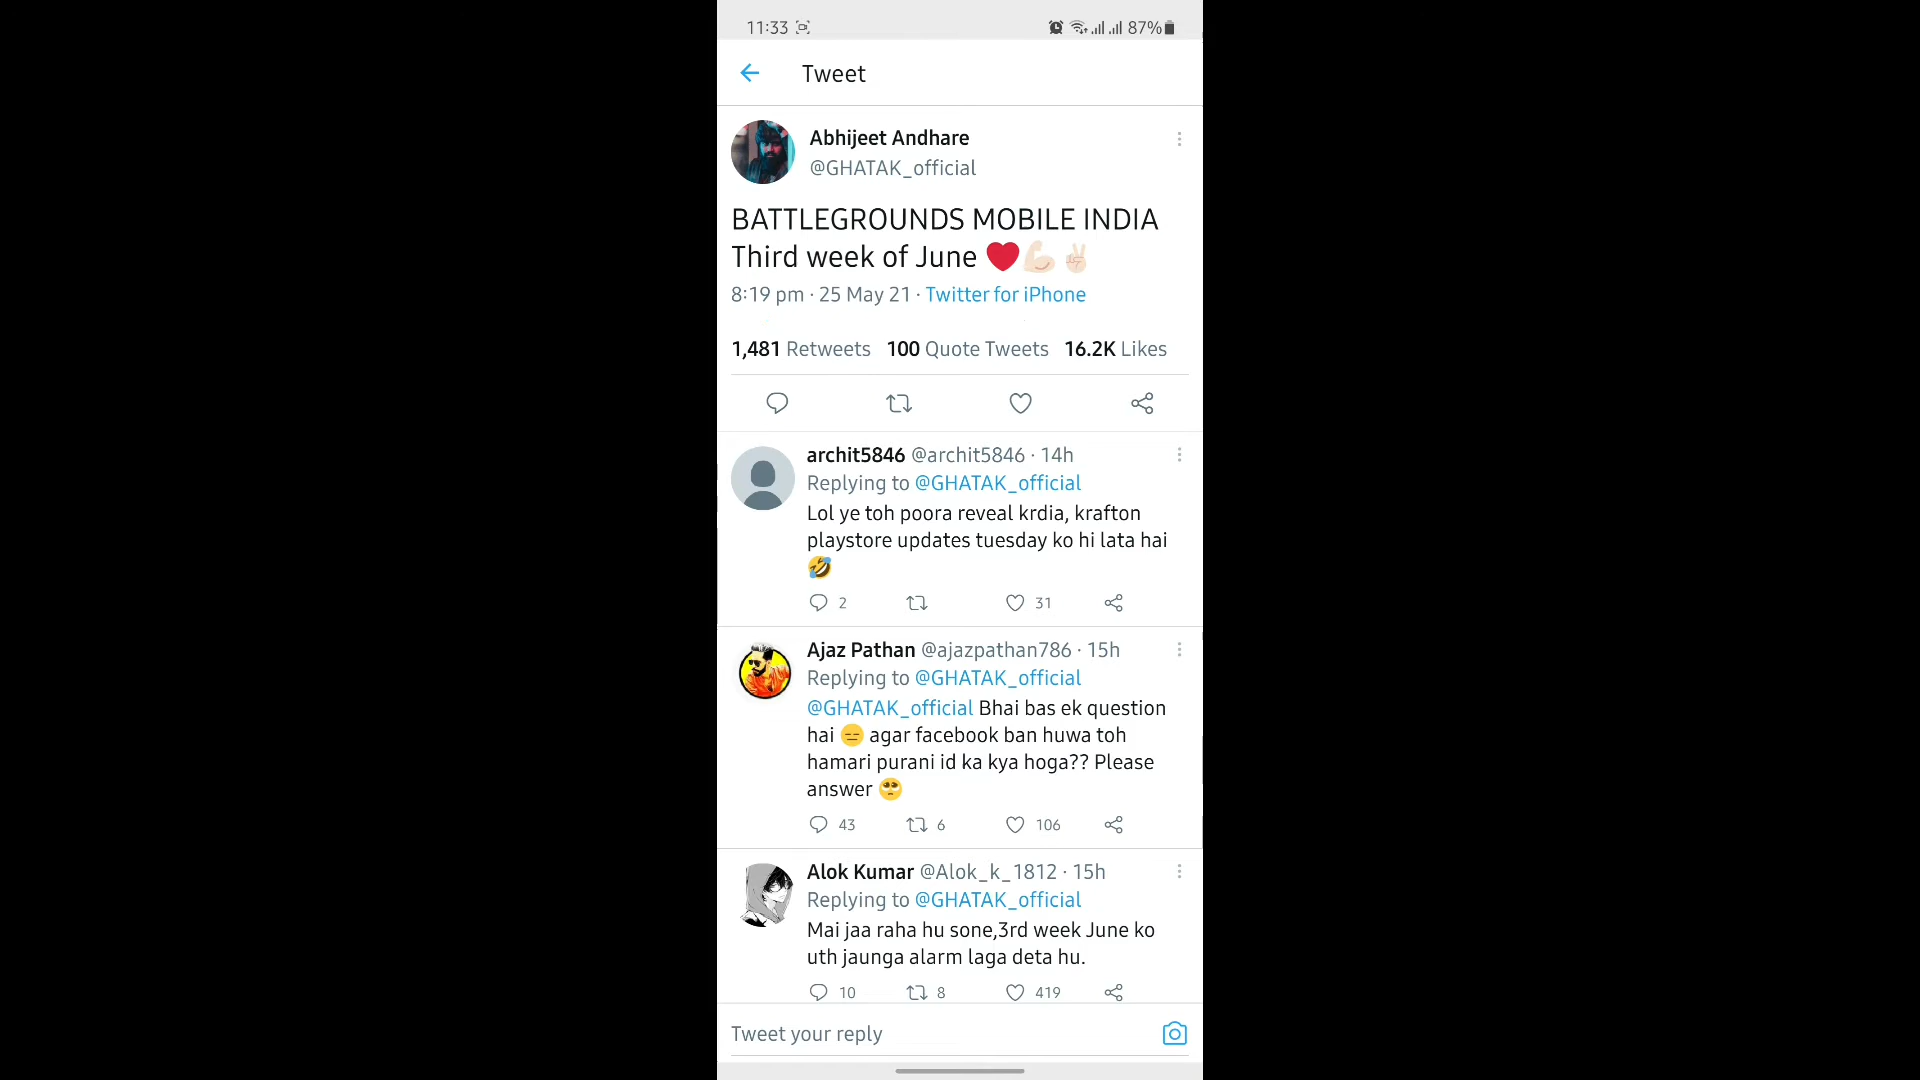 11:33 87%
Tweet
Abhijeet Andhare
@GHATAK_official
BATTLEGROUNDS MOBILE INDIA
Third week of June ❤️💪🏻✌🏻
8:19 pm · 25 May 21 · Twitter for iPhone
1,481 Retweets 100 Quote Tweets 16.2K Likes
archit5846 @archit5846 · 14h
Replying to @GHATAK_official
Lol ye toh poora reveal krdia, krafton
playstore updates tuesday ko hi lata hai
🤣
2 31
Ajaz Pathan @ajazpathan786 · 15h
Replying to @GHATAK_official
@GHATAK_official Bhai bas ek question
hai 😑 agar facebook ban huwa toh
hamari purani id ka kya hoga?? Please
answer 🥺
43 6 106
Alok Kumar @Alok_k_1812 · 15h
Replying to @GHATAK_official
Mai jaa raha hu sone,3rd week June ko
uth jaunga alarm laga deta hu.
10 8 419
Tweet your reply